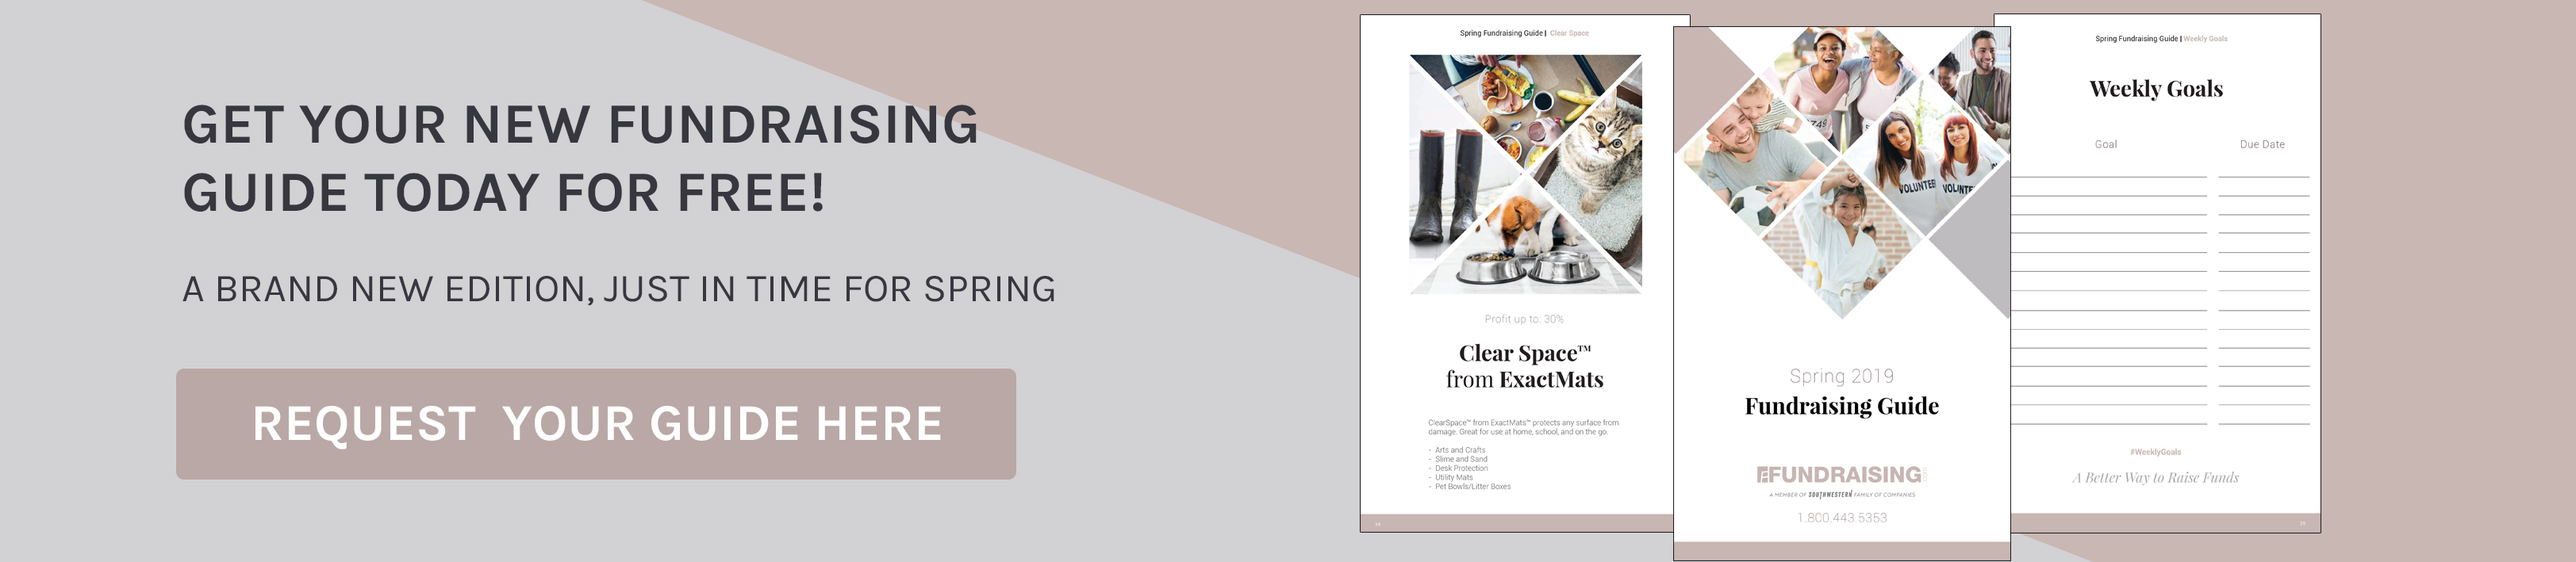 GET YOUR NEW FUNDRAISING
GUIDE TODAY FOR FREE!
A BRAND NEW EDITION, JUST IN TIME FOR SPRING
REQUEST YOUR GUIDE HERE
Spring Fundraising Guide | Clear Space
Profit up to: 30%
Clear Space™
from ExactMats
ClearSpace™ from ExactMats™ protects any surface from
damage. Great for use at home, school, and on the go.
- Arts and Crafts
- Slime and Sand
- Desk Protection
- Utility Mats
- Pet Bowls/Litter Boxes
14
VOLUNTEE VOLUNTE
Spring 2019
Fundraising Guide
FUNDRAISING
A MEMBER OF SOUTHWESTERN FAMILY OF COMPANIES
1.800.443.5353
Spring Fundraising Guide | Weekly Goals
Weekly Goals
Goal Due Date
#WeeklyGoals
A Better Way to Raise Funds